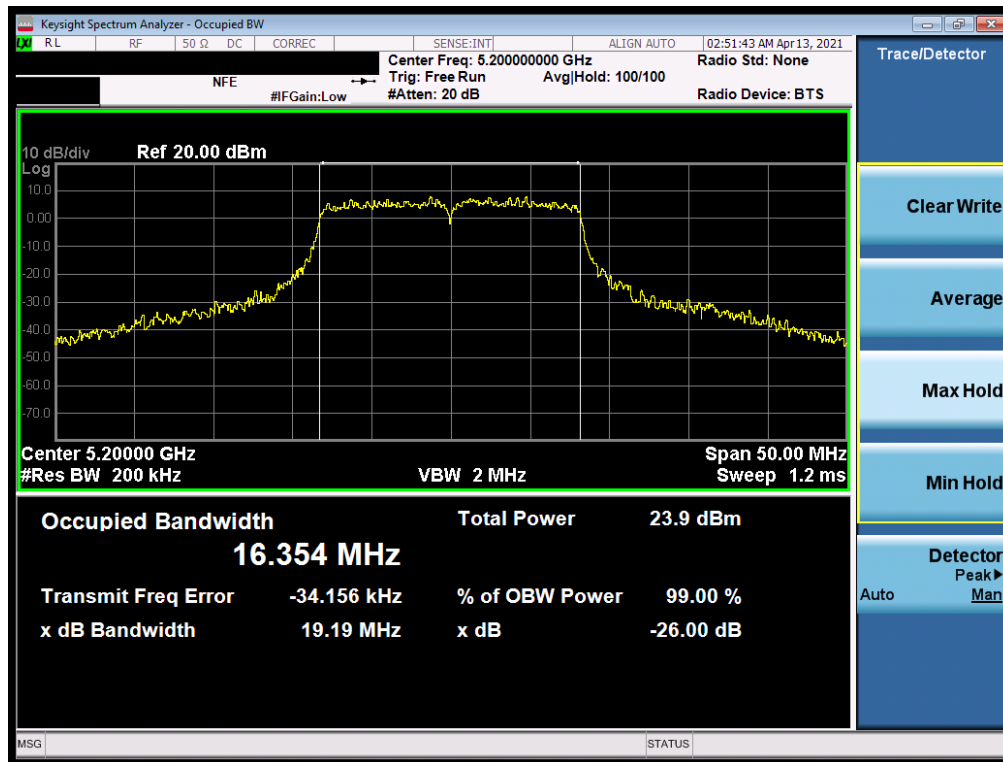 Keysight Spectrum Analyzer - Occupied BW
LXI RL RF 50 Ω DC CORREC SENSE:INT ALIGN AUTO 02:51:43 AM Apr 13, 2021
Center Freq: 5.200000000 GHz Radio Std: None
NFE Trig: Free Run Avg|Hold: 100/100
#IFGain:Low #Atten: 20 dB Radio Device: BTS
Trace/Detector
10 dB/div Ref 20.00 dBm
Log
10.0
0.00
-10.0
-20.0
-30.0
-40.0
-50.0
-60.0
-70.0
Center 5.20000 GHz Span 50.00 MHz
#Res BW 200 kHz VBW 2 MHz Sweep 1.2 ms
Occupied Bandwidth Total Power 23.9 dBm
16.354 MHz
Transmit Freq Error -34.156 kHz % of OBW Power 99.00 %
x dB Bandwidth 19.19 MHz x dB -26.00 dB
Clear Write
Average
Max Hold
Min Hold
Detector
Peak▶
Auto Man
MSG STATUS